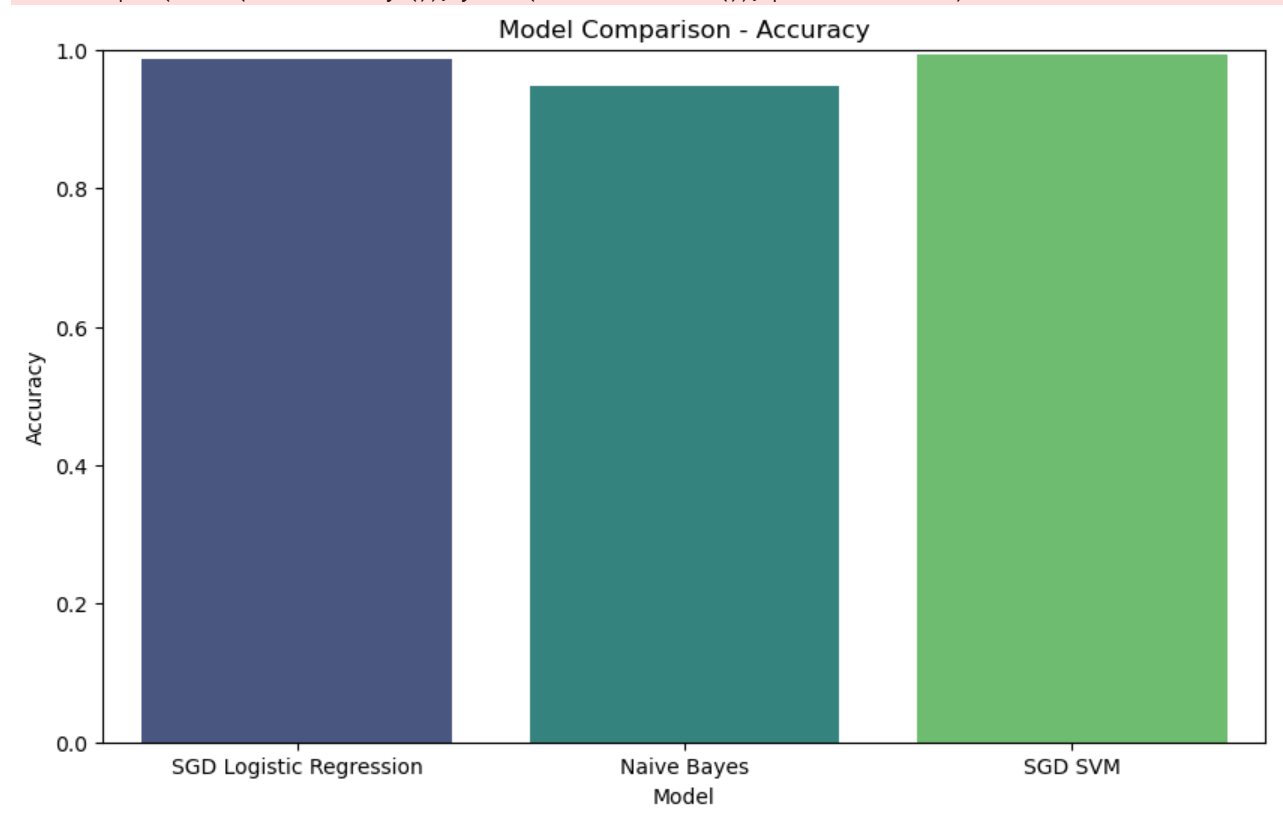 Model Comparison - Accuracy
1.0
0.8
0.6
0.4
0.2
0.0
Accuracy
SGD Logistic Regression
Naive Bayes
SGD SVM
Model